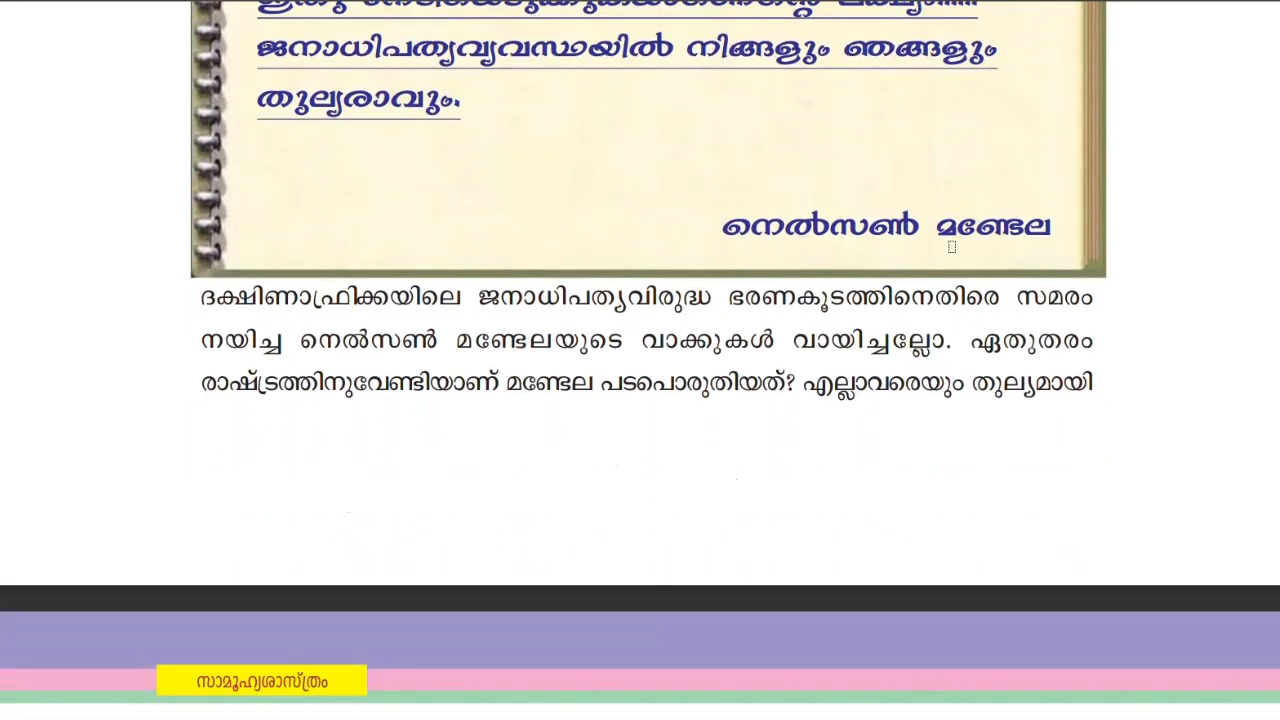 ജനാധിപത്യവ്യവസ്ഥയിൽ നിങ്ങളും ഞങ്ങളും
തുല്യരാവും.
നെൽസൺ മണ്ടേല
ദക്ഷിണാഫ്രിക്കയിലെ ജനാധിപത്യവിരുദ്ധ ഭരണകൂടത്തിനെതിരെ സമരം
നയിച്ച നെൽസൺ മണ്ടേലയുടെ വാക്കുകൾ വായിച്ചല്ലോ. ഏതുതരം
രാഷ്ട്രത്തിനുവേണ്ടിയാണ് മണ്ടേല പടപൊരുതിയത്? എല്ലാവരെയും തുല്യമായി
സാമൂഹ്യശാസ്ത്രം